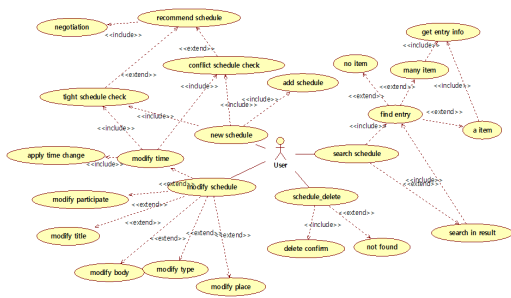 recommend schedule
negotiation
<<include>>
get entry info
<<include>>
<<extend>>
conflict schedule check
no item
many item
add schedule
<<extend>>
<<include>>
<<extend>>
tight schedule check
<<include>>
<<include>>
<<extend>>
<<extend>>
find entry
<<include>>
<<include>>
new schedule
a item
<<include>>
apply time change
modify time
User
search schedule
<<include>>
<<extend>>
modify schedule
<<include>>
<<extend>>
modify participate
schedule_delete
<<extend>>
<<extend>>
<<include>>
modify title
<<extend>>
<<extend>>
<<extend>>
search in result
delete confirm
not found
modify body
modify type
modify place